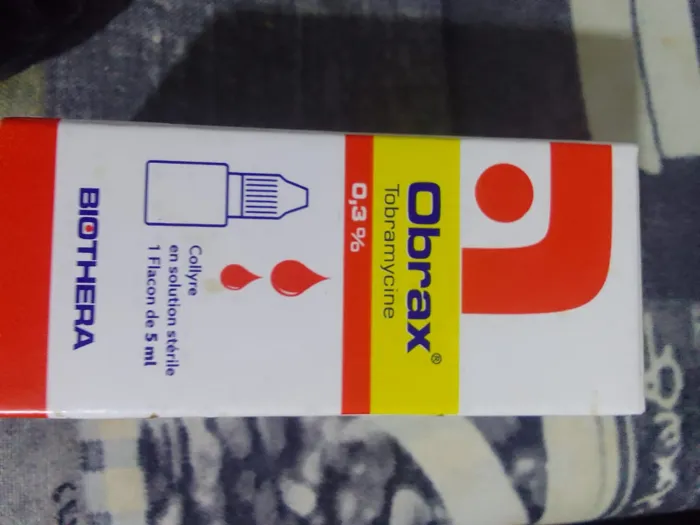 Obrax®
Tobramycine
0,3 %
Collyre
en solution stérile
1 Flacon de 5 ml
BIOTHERA